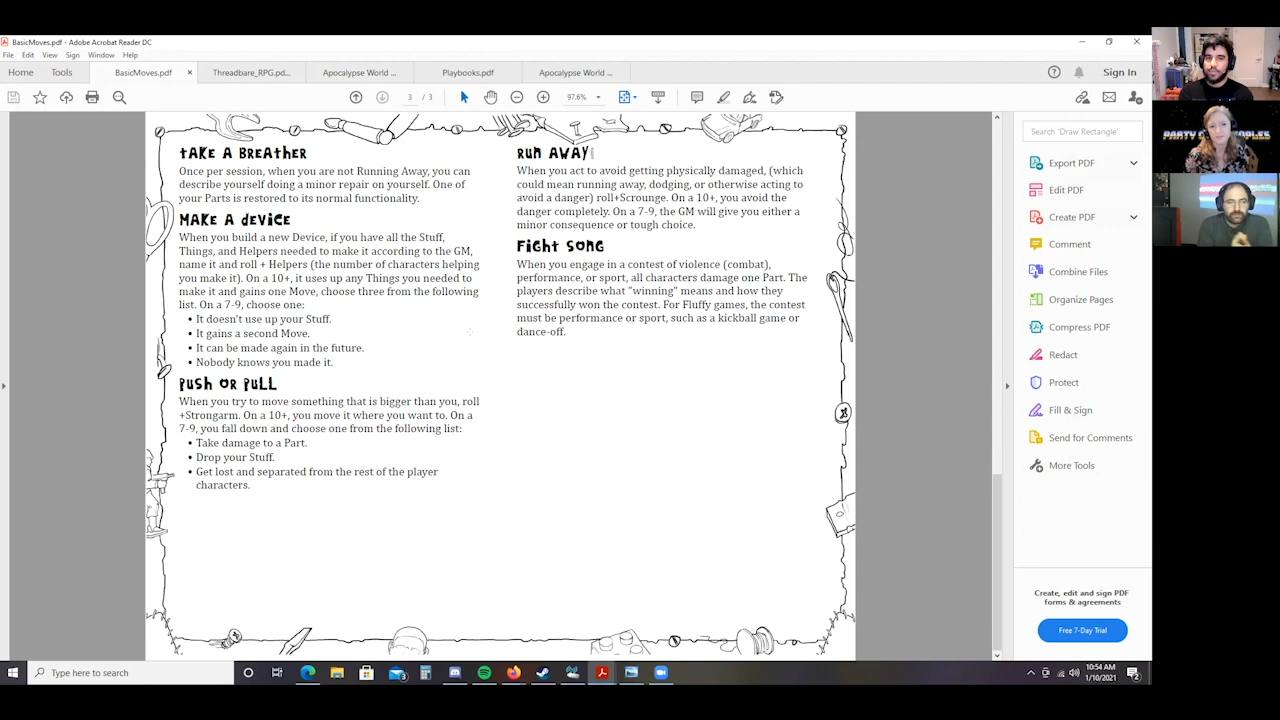 BasicMoves.pdf - Adobe Acrobat Reader DC
File Edit View Sign Window Help
Home Tools BasicMoves.pdf × Threadbare_RPG.pd... Apocalypse World ... Playbooks.pdf Apocalypse World ... Sign In
3 / 3 97.6%
TAKE A BREATHER
Once per session, when you are not Running Away, you can
describe yourself doing a minor repair on yourself. One of
your Parts is restored to its normal functionality.
MAKE A DEVICE
When you build a new Device, if you have all the Stuff,
Things, and Helpers needed to make it according to the GM,
name it and roll + Helpers (the number of characters helping
you make it). On a 10+, it uses up any Things you needed to
make it and gains one Move, choose three from the following
list. On a 7-9, choose one:
• It doesn't use up your Stuff.
• It gains a second Move.
• It can be made again in the future.
• Nobody knows you made it.
PUSH OR PULL
When you try to move something that is bigger than you, roll
+Strongarm. On a 10+, you move it where you want to. On a
7-9, you fall down and choose one from the following list:
• Take damage to a Part.
• Drop your Stuff.
• Get lost and separated from the rest of the player
characters.
RUN AWAY!
When you act to avoid getting physically damaged, (which
could mean running away, dodging, or otherwise acting to
avoid a danger) roll+Scrounge. On a 10+, you avoid the
danger completely. On a 7-9, the GM will give you either a
minor consequence or tough choice.
FIGHT SONG
When you engage in a contest of violence (combat),
performance, or sport, all characters damage one Part. The
players describe what "winning" means and how they
successfully won the contest. For Fluffy games, the contest
must be performance or sport, such as a kickball game or
dance-off.
Search 'Draw Rectangle'
Export PDF
Edit PDF
Create PDF
Comment
Combine Files
Organize Pages
Compress PDF
Redact
Protect
Fill & Sign
Send for Comments
More Tools
Create, edit and sign PDF
forms & agreements
Free 7-Day Trial
Type here to search
10:54 AM
1/10/2021